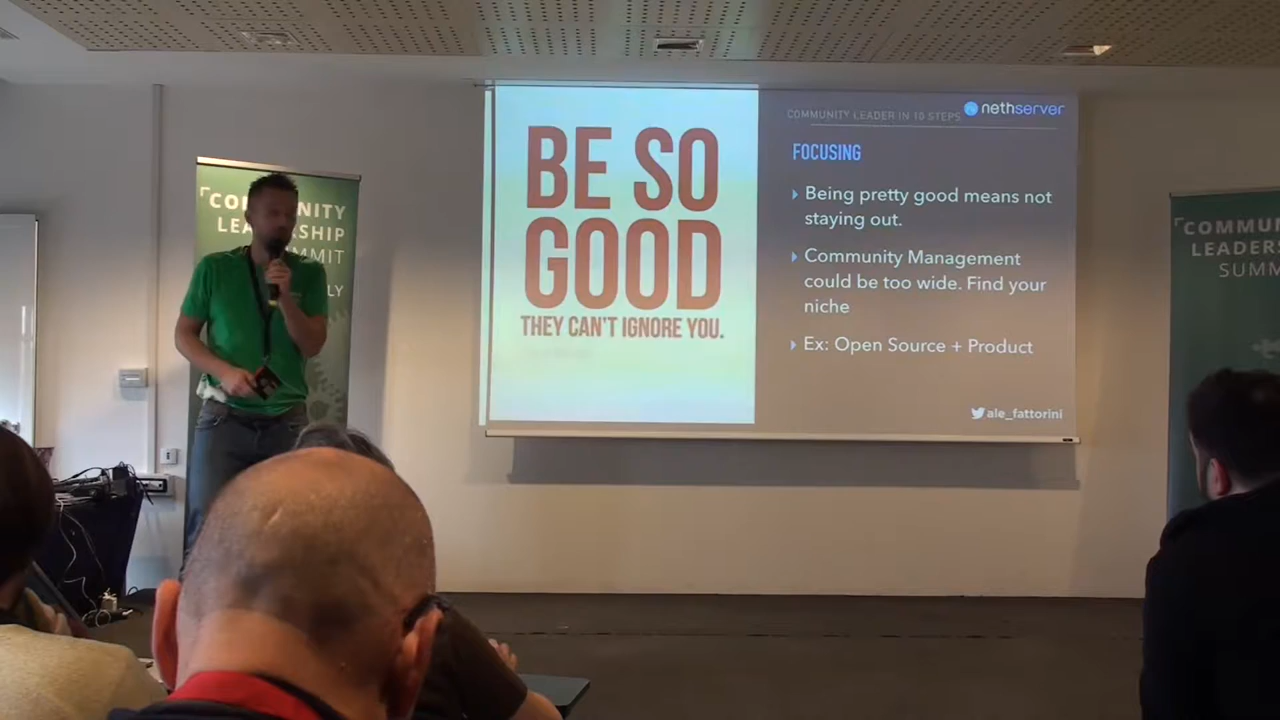 COMMUNITY
LEADERSHIP
SUMMIT
BE SO
GOOD
THEY CAN'T IGNORE YOU.
COMMUNITY LEADER IN 10 STEPS
nethserver
FOCUSING
Being pretty good means not
staying out.
Community Management
could be too wide. Find your
niche
Ex: Open Source + Product
ale_fattorini
COMMUN
LEADER
SUMM